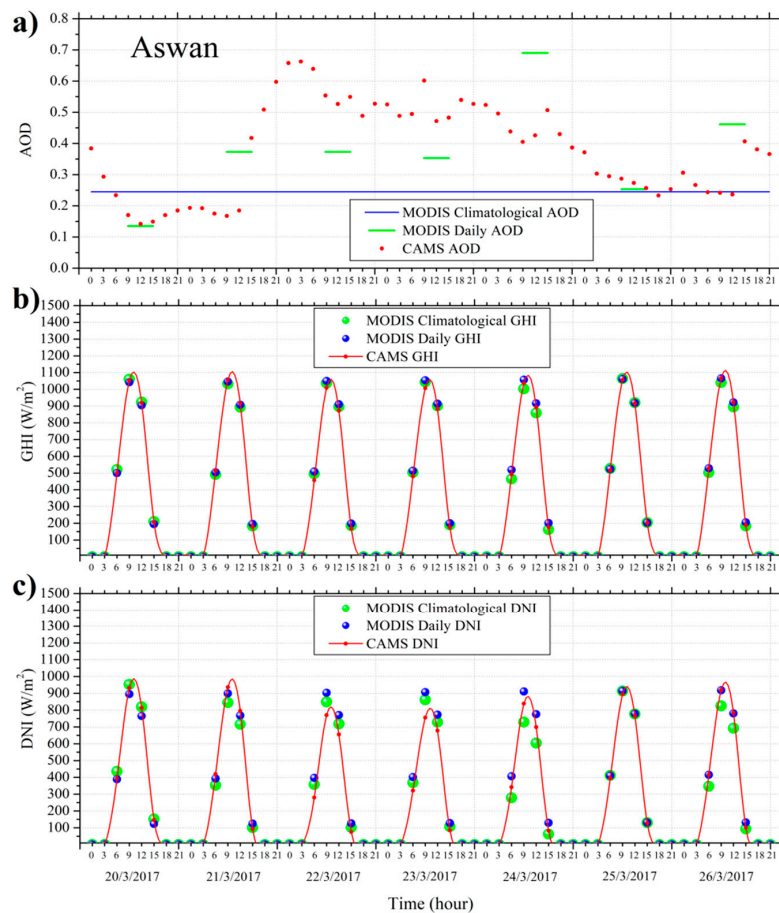 a)
Aswan
AOD
0.8
0.7
0.6
0.5
0.4
0.3
0.2
0.1
0.0
MODIS Climatological AOD
MODIS Daily AOD
CAMS AOD
0 3 6 9 12 15 18 21 0 3 6 9 12 15 18 21 0 3 6 9 12 15 18 21 0 3 6 9 12 15 18 21 0 3 6 9 12 15 18 21 0 3 6 9 12 15 18 21 0 3 6 9 12 15 18 21
b)
GHI (W/m²)
1500
1400
1300
1200
1100
1000
900
800
700
600
500
400
300
200
100
MODIS Climatological GHI
MODIS Daily GHI
CAMS GHI
0 3 6 9 12 15 18 21 0 3 6 9 12 15 18 21 0 3 6 9 12 15 18 21 0 3 6 9 12 15 18 21 0 3 6 9 12 15 18 21 0 3 6 9 12 15 18 21 0 3 6 9 12 15 18 21
c)
DNI (W/m²)
1500
1400
1300
1200
1100
1000
900
800
700
600
500
400
300
200
100
MODIS Climatological DNI
MODIS Daily DNI
CAMS DNI
0 3 6 9 12 15 18 21 0 3 6 9 12 15 18 21 0 3 6 9 12 15 18 21 0 3 6 9 12 15 18 21 0 3 6 9 12 15 18 21 0 3 6 9 12 15 18 21 0 3 6 9 12 15 18 21
20/3/2017 21/3/2017 22/3/2017 23/3/2017 24/3/2017 25/3/2017 26/3/2017
Time (hour)